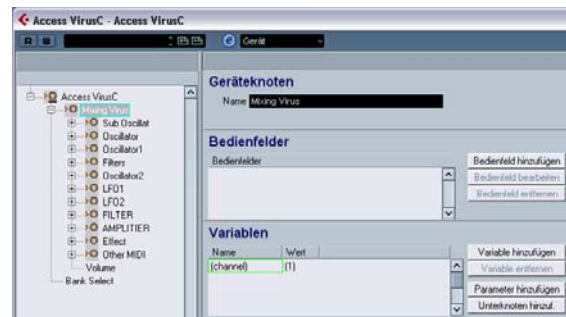 Access VirusC - Access VirusC
R W Gerät
Access VirusC
Mixing Virus
Sub Oscillat
Oscillator
Oscillator1
Filters
Oscillator2
LFO1
LFO2
FILTER
AMPLITIER
Effect
Other MIDI
Volume
Bank Select
Geräteknoten
Name Mixing Virus
Bedienfelder
Bedienfelder
Bedienfeld hinzufügen
Bedienfeld bearbeiten
Bedienfeld entfernen
Variablen
Name Wert
(channel) (1)
Variable hinzufügen
Variable entfernen
Parameter hinzufügen
Unterknoten hinzuf.